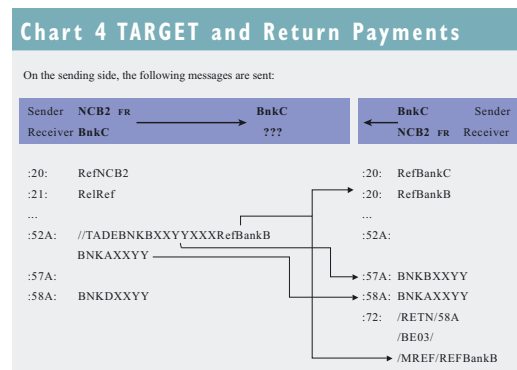 Chart 4 TARGET and Return Payments
On the sending side, the following messages are sent:
Sender NCB2 FR BnkC
Receiver BnkC ???
BnkC Sender
NCB2 FR Receiver
:20: RefNCB2
:21: RelRef
...
:52A: //TADEBNKBXXYYXXXRefBankB
BNKAXXYY
:57A:
:58A: BNKDXXYY
:20: RefBankC
:20: RefBankB
...
:52A:
:57A: BNKBXXYY
:58A: BNKAXXYY
:72: /RETN/58A
/BE03/
/MREF/REFBankB